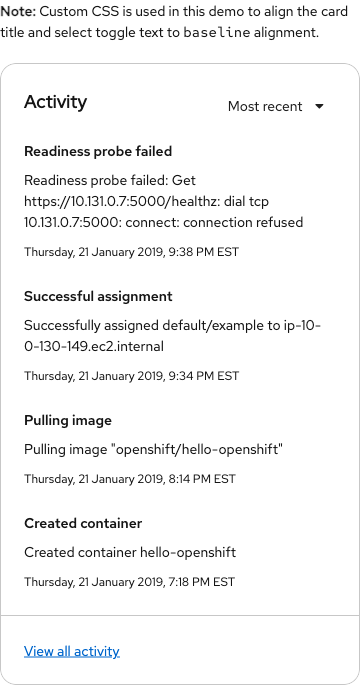 Note: Custom CSS is used in this demo to align the card
title and select toggle text to baseline alignment.
Activity
Most recent
Readiness probe failed
Readiness probe failed: Get
https://10.131.0.7:5000/healthz: dial tcp
10.131.0.7:5000: connect: connection refused
Thursday, 21 January 2019, 9:38 PM EST
Successful assignment
Successfully assigned default/example to ip-10-
0-130-149.ec2.internal
Thursday, 21 January 2019, 9:34 PM EST
Pulling image
Pulling image "openshift/hello-openshift"
Thursday, 21 January 2019, 8:14 PM EST
Created container
Created container hello-openshift
Thursday, 21 January 2019, 7:18 PM EST
View all activity